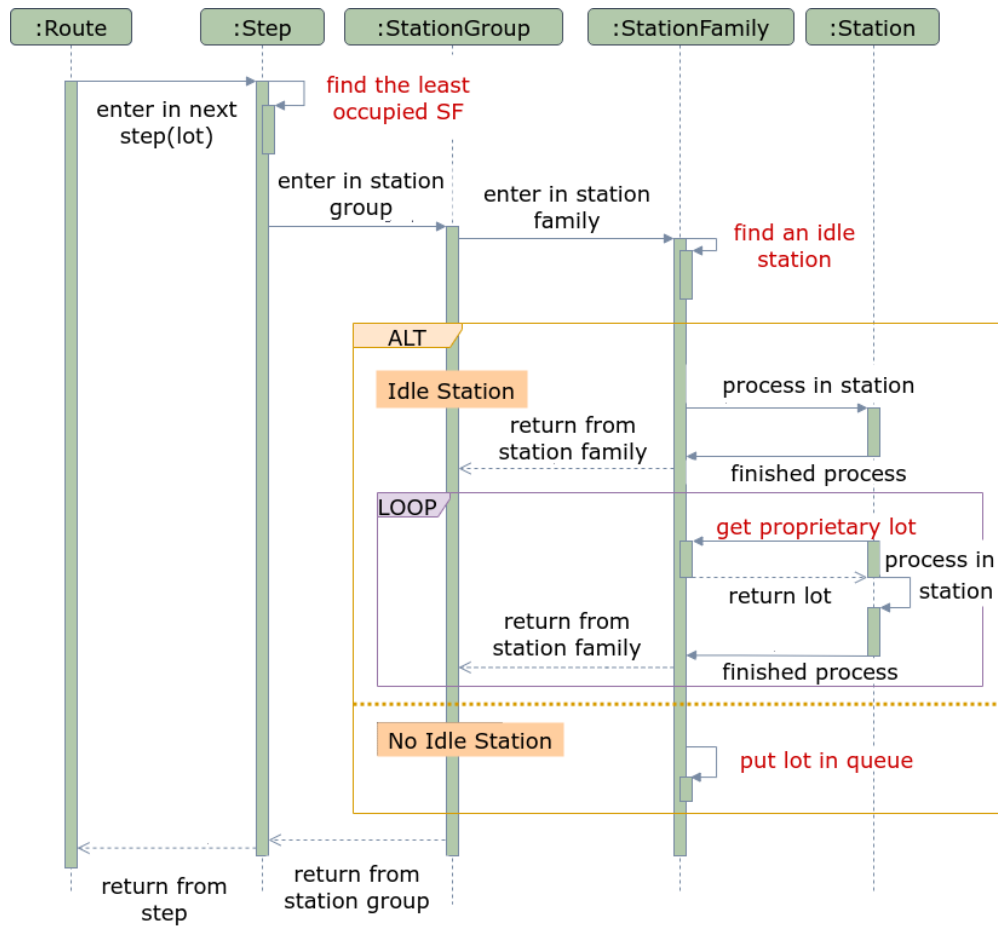 :Route
:Step
:StationGroup
:StationFamily
:Station
find the least
occupied SF
enter in next
step(lot)
enter in station
group
enter in station
family
find an idle
station
ALT
Idle Station
process in station
return from
station family
finished process
LOOP
get proprietary lot
process in
station
return lot
return from
station family
finished process
No Idle Station
put lot in queue
return from
station group
return from
step